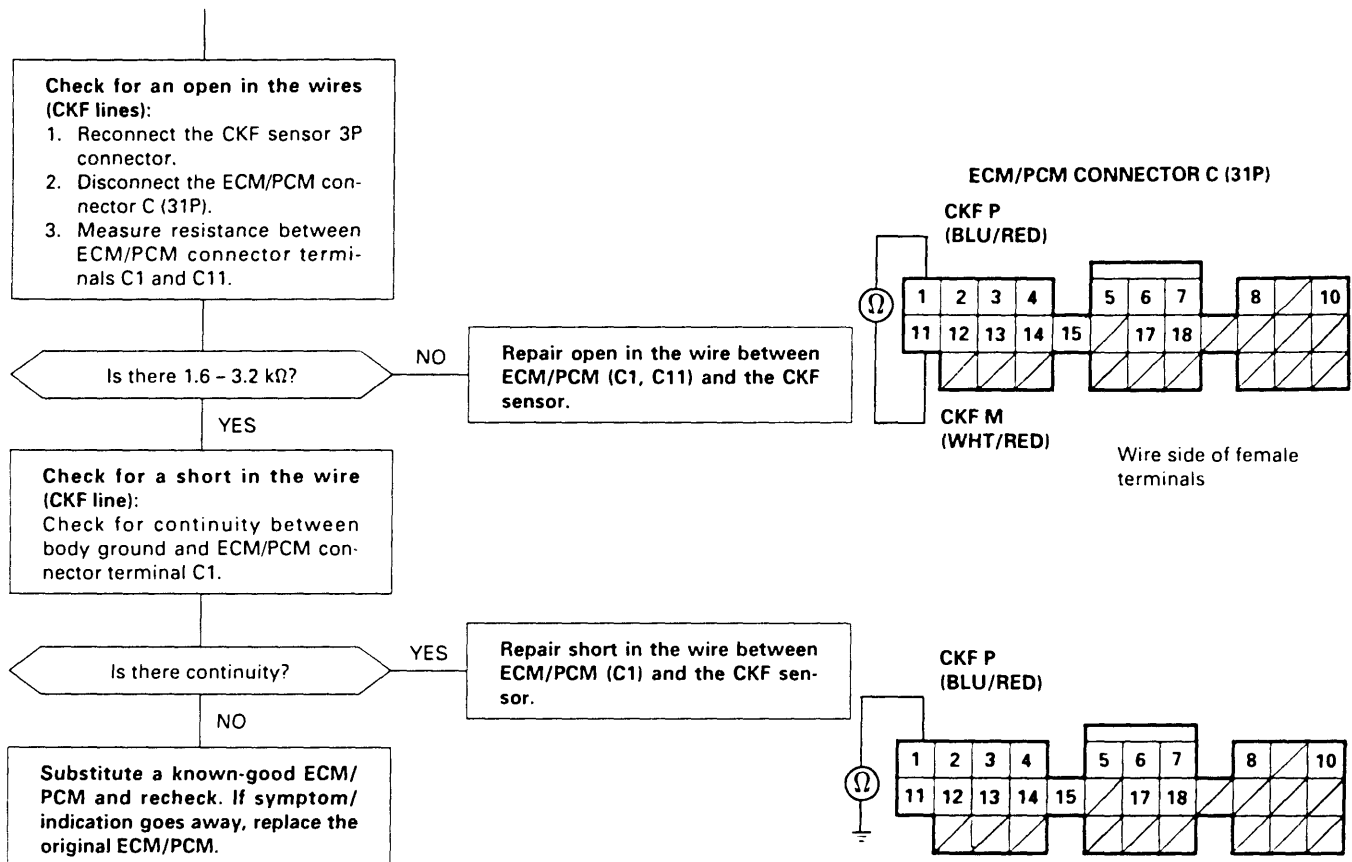 Check for an open in the wires
(CKF lines):
1. Reconnect the CKF sensor 3P
connector.
2. Disconnect the ECM/PCM con-
nector C (31P).
3. Measure resistance between
ECM/PCM connector termi-
nals C1 and C11.
ECM/PCM CONNECTOR C (31P)
CKF P
(BLU/RED)
Ω
1 2 3 4 5 6 7 8 10
11 12 13 14 15 17 18
CKF M
(WHT/RED)
Wire side of female
terminals
Is there 1.6 – 3.2 kΩ?
NO
Repair open in the wire between
ECM/PCM (C1, C11) and the CKF
sensor.
YES
Check for a short in the wire
(CKF line):
Check for continuity between
body ground and ECM/PCM con-
nector terminal C1.
Is there continuity?
YES
Repair short in the wire between
ECM/PCM (C1) and the CKF sen-
sor.
NO
Substitute a known-good ECM/
PCM and recheck. If symptom/
indication goes away, replace the
original ECM/PCM.
CKF P
(BLU/RED)
Ω
1 2 3 4 5 6 7 8 10
11 12 13 14 15 17 18